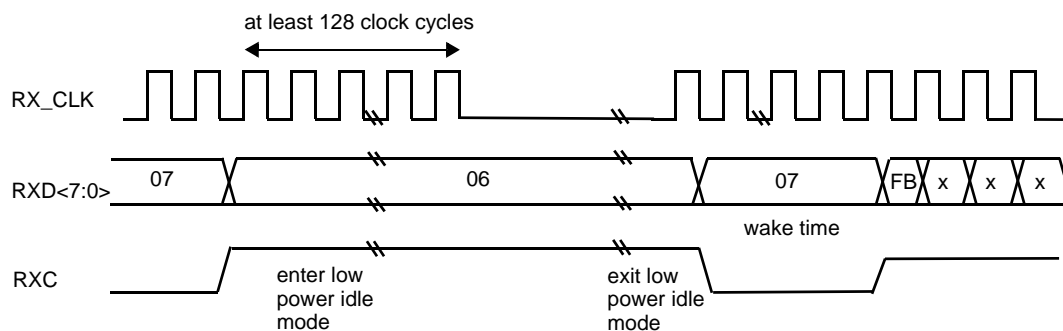 at least 128 clock cycles
RX_CLK
RXD<7:0>
07
06
07
FB
x
x
x
wake time
RXC
enter low
power idle
mode
exit low
power idle
mode